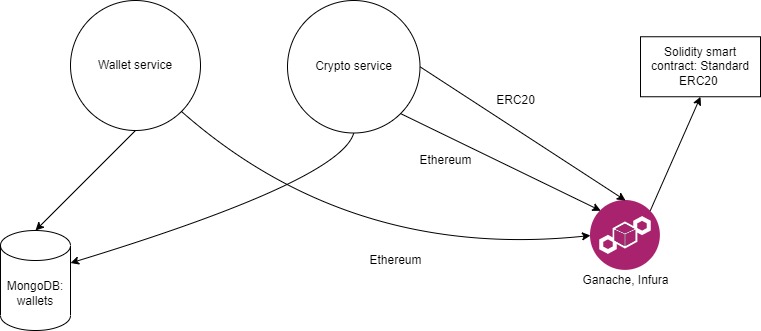 Wallet service
Crypto service
Solidity smart
contract: Standard
ERC20
ERC20
Ethereum
Ethereum
Ganache, Infura
MongoDB:
wallets